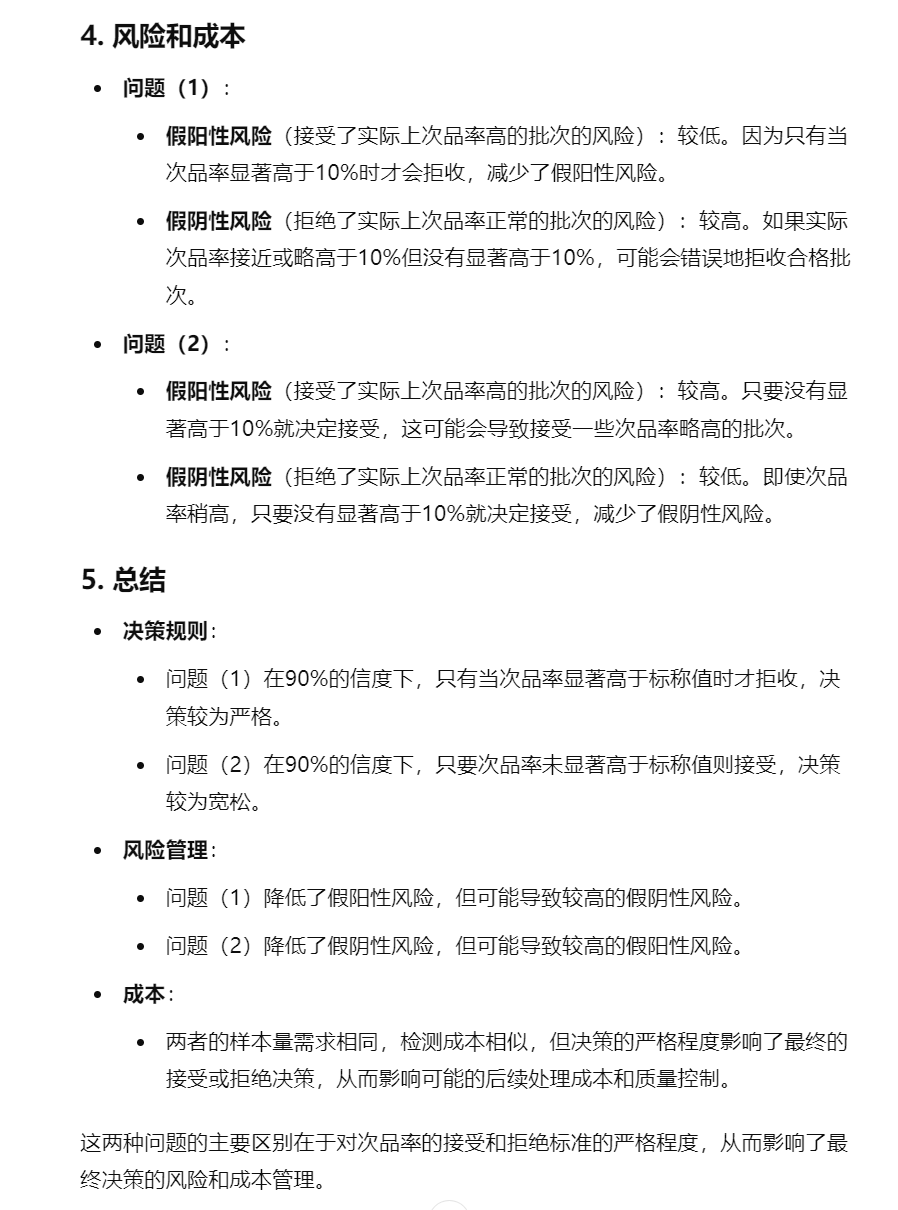 4. 风险和成本
• 问题（1）:
• 假阳性风险（接受了实际上次品率高的批次的风险）: 较低。因为只有当
次品率显著高于10%时才会拒收，减少了假阳性风险。
• 假阴性风险（拒绝了实际上次品率正常的批次的风险）: 较高。如果实际
次品率接近或略高于10%但没有显著高于10%，可能会错误地拒收合格批
次。
• 问题（2）:
• 假阳性风险（接受了实际上次品率高的批次的风险）: 较高。只要没有显
著高于10%就决定接受，这可能会导致接受一些次品率略高的批次。
• 假阴性风险（拒绝了实际上次品率正常的批次的风险）: 较低。即使次品
率稍高，只要没有显著高于10%就决定接受，减少了假阴性风险。
5. 总结
• 决策规则:
• 问题（1）在90%的信度下，只有当次品率显著高于标称值时才拒收，决
策较为严格。
• 问题（2）在90%的信度下，只要次品率未显著高于标称值则接受，决策
较为宽松。
• 风险管理:
• 问题（1）降低了假阳性风险，但可能导致较高的假阴性风险。
• 问题（2）降低了假阴性风险，但可能导致较高的假阳性风险。
• 成本:
• 两者的样本量需求相同，检测成本相似，但决策的严格程度影响了最终的
接受或拒绝决策，从而影响可能的后续处理成本和质量控制。
这两种问题的主要区别在于对次品率的接受和拒绝标准的严格程度，从而影响了最
终决策的风险和成本管理。